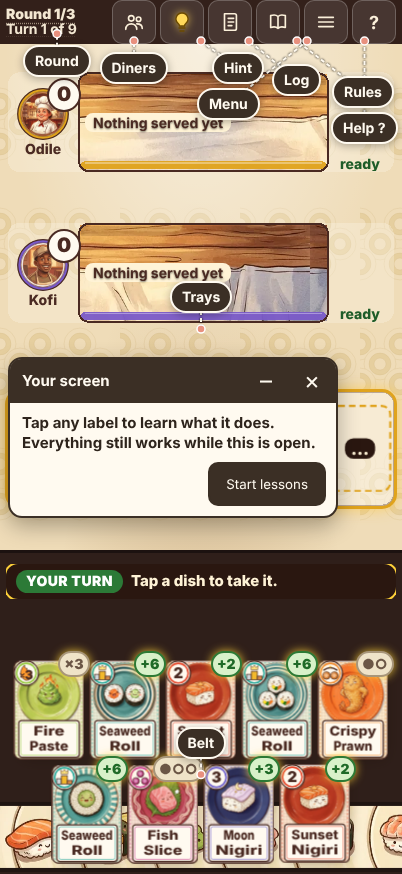 Round 1/3
Turn 1 of 9
?
Round
Diners
Hint
Log
Menu
Rules
Help ?
0
Nothing served yet
Odile
ready
0
Nothing served yet
Kofi
Trays
ready
Your screen
Tap any label to learn what it does.
Everything still works while this is open.
Start lessons
...
YOUR TURN Tap a dish to take it.
3 ×3 +6 2 +2 +6
Fire
Paste
Seaweed
Roll
Seaweed
Roll
Crispy
Prawn
Belt
+6 3 +3 2 +2
Seaweed
Roll
Fish
Slice
Moon
Nigiri
Sunset
Nigiri